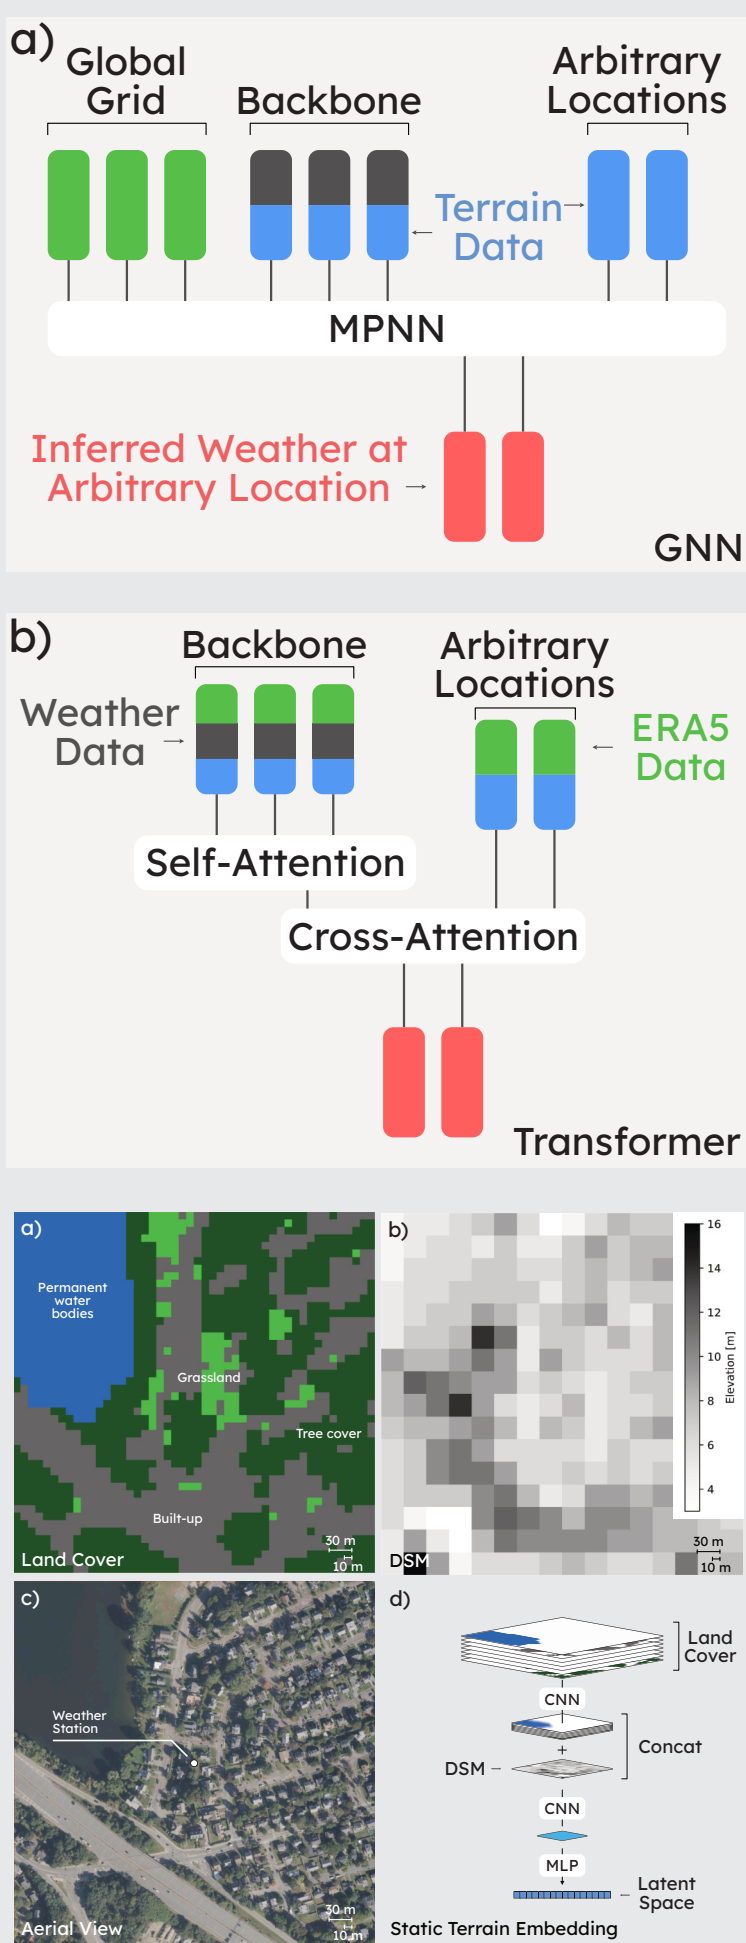 a)
Global
Grid
Backbone
Arbitrary
Locations
Terrain
Data
MPNN
Inferred Weather at
Arbitrary Location
GNN
b)
Backbone
Arbitrary
Locations
Weather
Data
ERA5
Data
Self-Attention
Cross-Attention
Transformer
a)
Permanent
water
bodies
Grassland
Tree cover
Built-up
30 m
10 m
Land Cover
b)
16
14
12
10
8
6
4
Elevation [m]
30 m
10 m
DSM
c)
Weather
Station
30 m
10 m
Aerial View
d)
Land
Cover
CNN
+
Concat
DSM
CNN
MLP
Latent
Space
Static Terrain Embedding